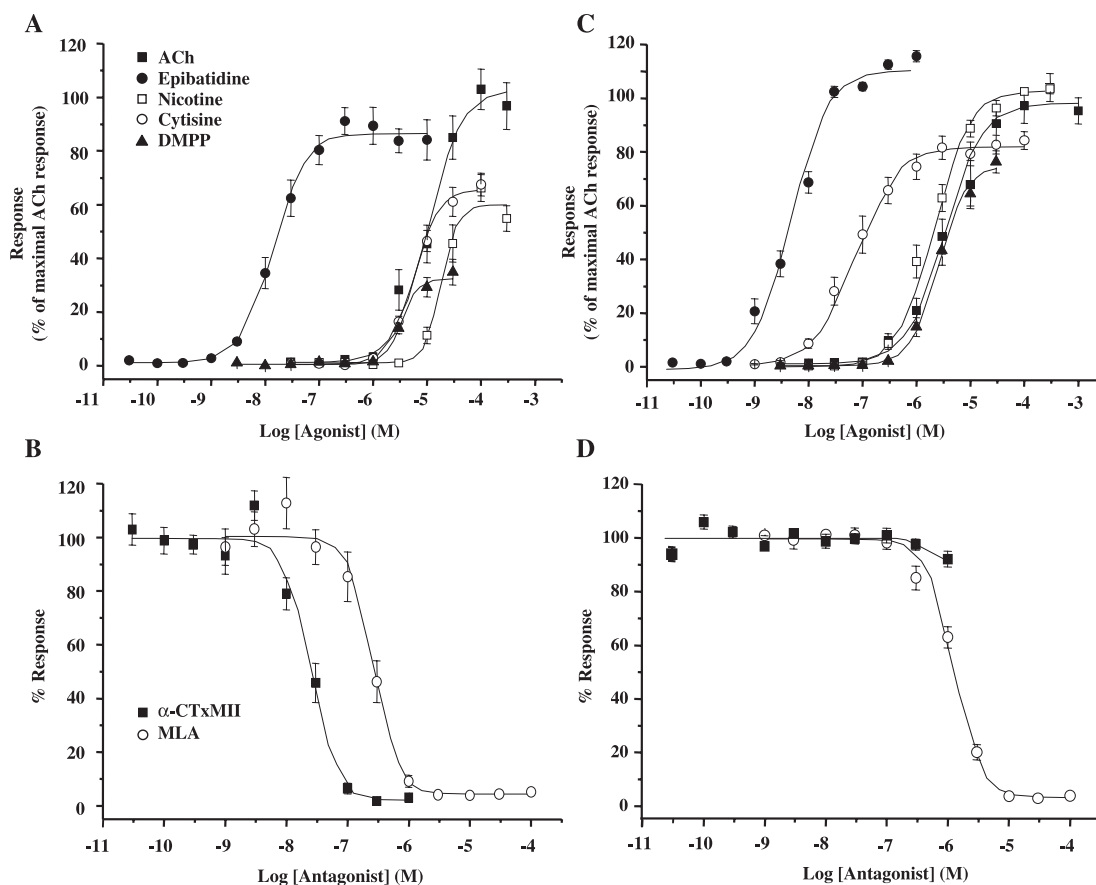 A
120
100
80
60
40
20
0
Response
(% of maximal ACh response)
ACh
Epibatidine
Nicotine
Cytisine
DMPP
-11 -10 -9 -8 -7 -6 -5 -4 -3
Log [Agonist] (M)
C
120
100
80
60
40
20
0
Response
(% of maximal ACh response)
-11 -10 -9 -8 -7 -6 -5 -4 -3
Log [Agonist] (M)
B
120
100
80
60
40
20
0
% Response
α-CTxMII
MLA
-11 -10 -9 -8 -7 -6 -5 -4
Log [Antagonist] (M)
D
120
100
80
60
40
20
0
% Response
-11 -10 -9 -8 -7 -6 -5 -4
Log [Antagonist] (M)